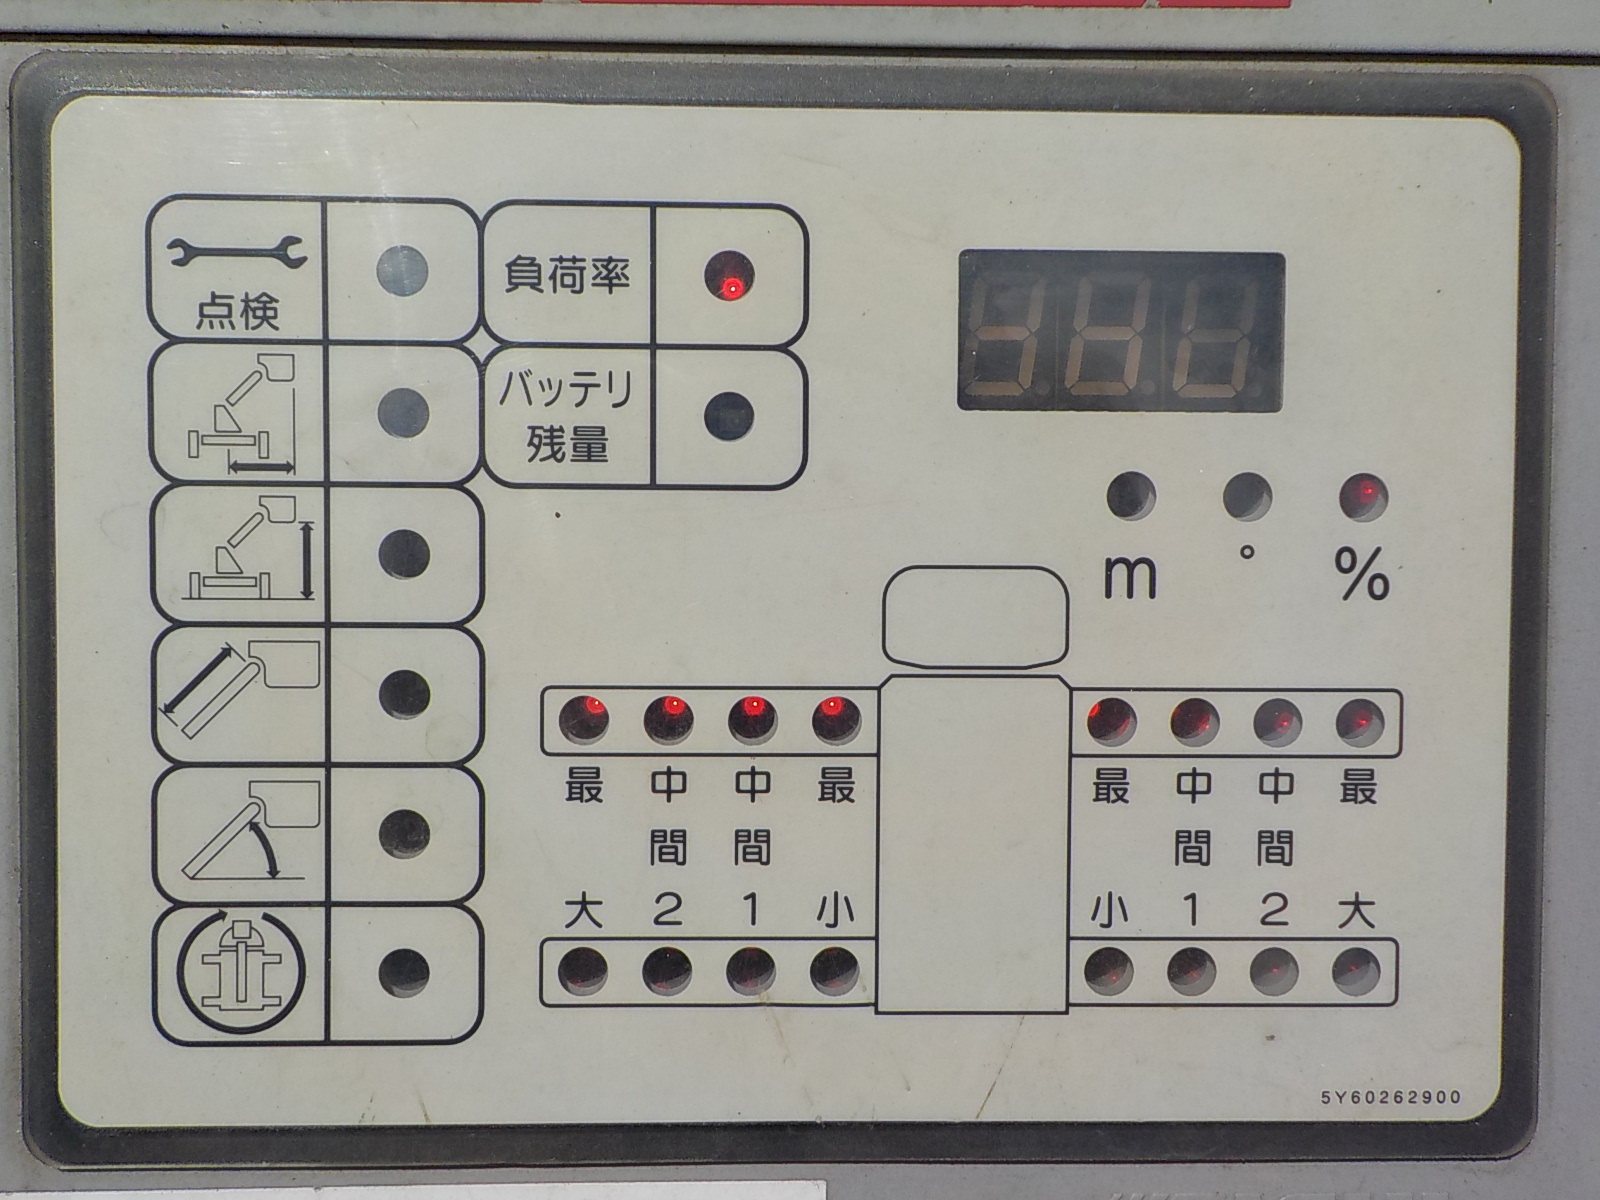 点検
負荷率
バッテリ
残量
m
°
%
最大
中間2
中間1
最小
最小
中間1
中間2
最大
5Y60262900